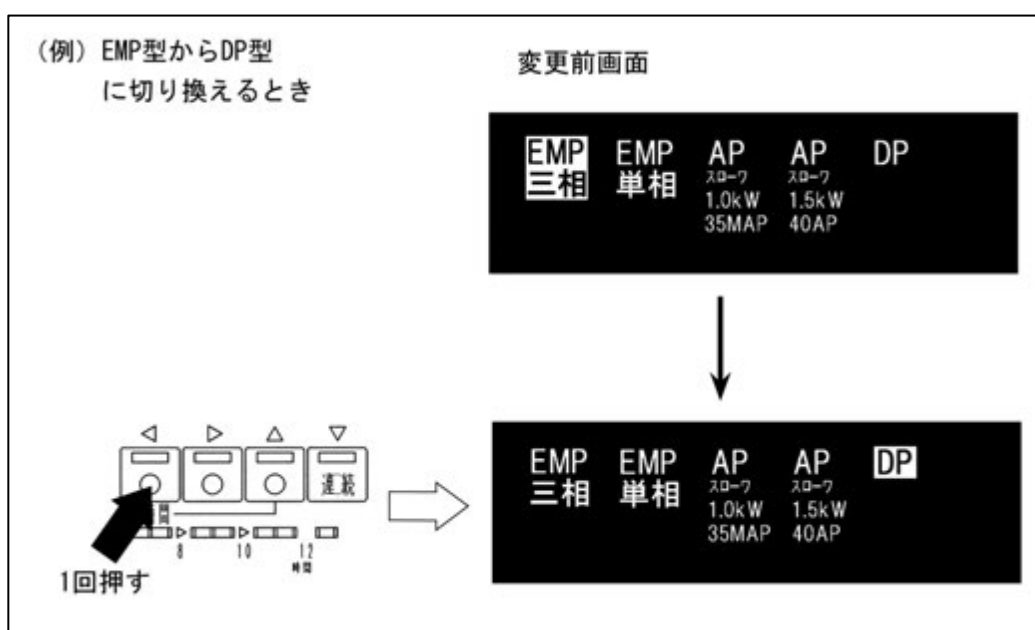 (例) EMP型からDP型
に切り換えるとき
変更前画面
EMP EMP AP AP DP
三相 単相 スローワ スローワ
1.0kW 1.5kW
35MAP 40AP
◁ ▷ △ ▽
連続
間
8 10 12
時間
1回押す
EMP EMP AP AP DP
三相 単相 スローワ スローワ
1.0kW 1.5kW
35MAP 40AP